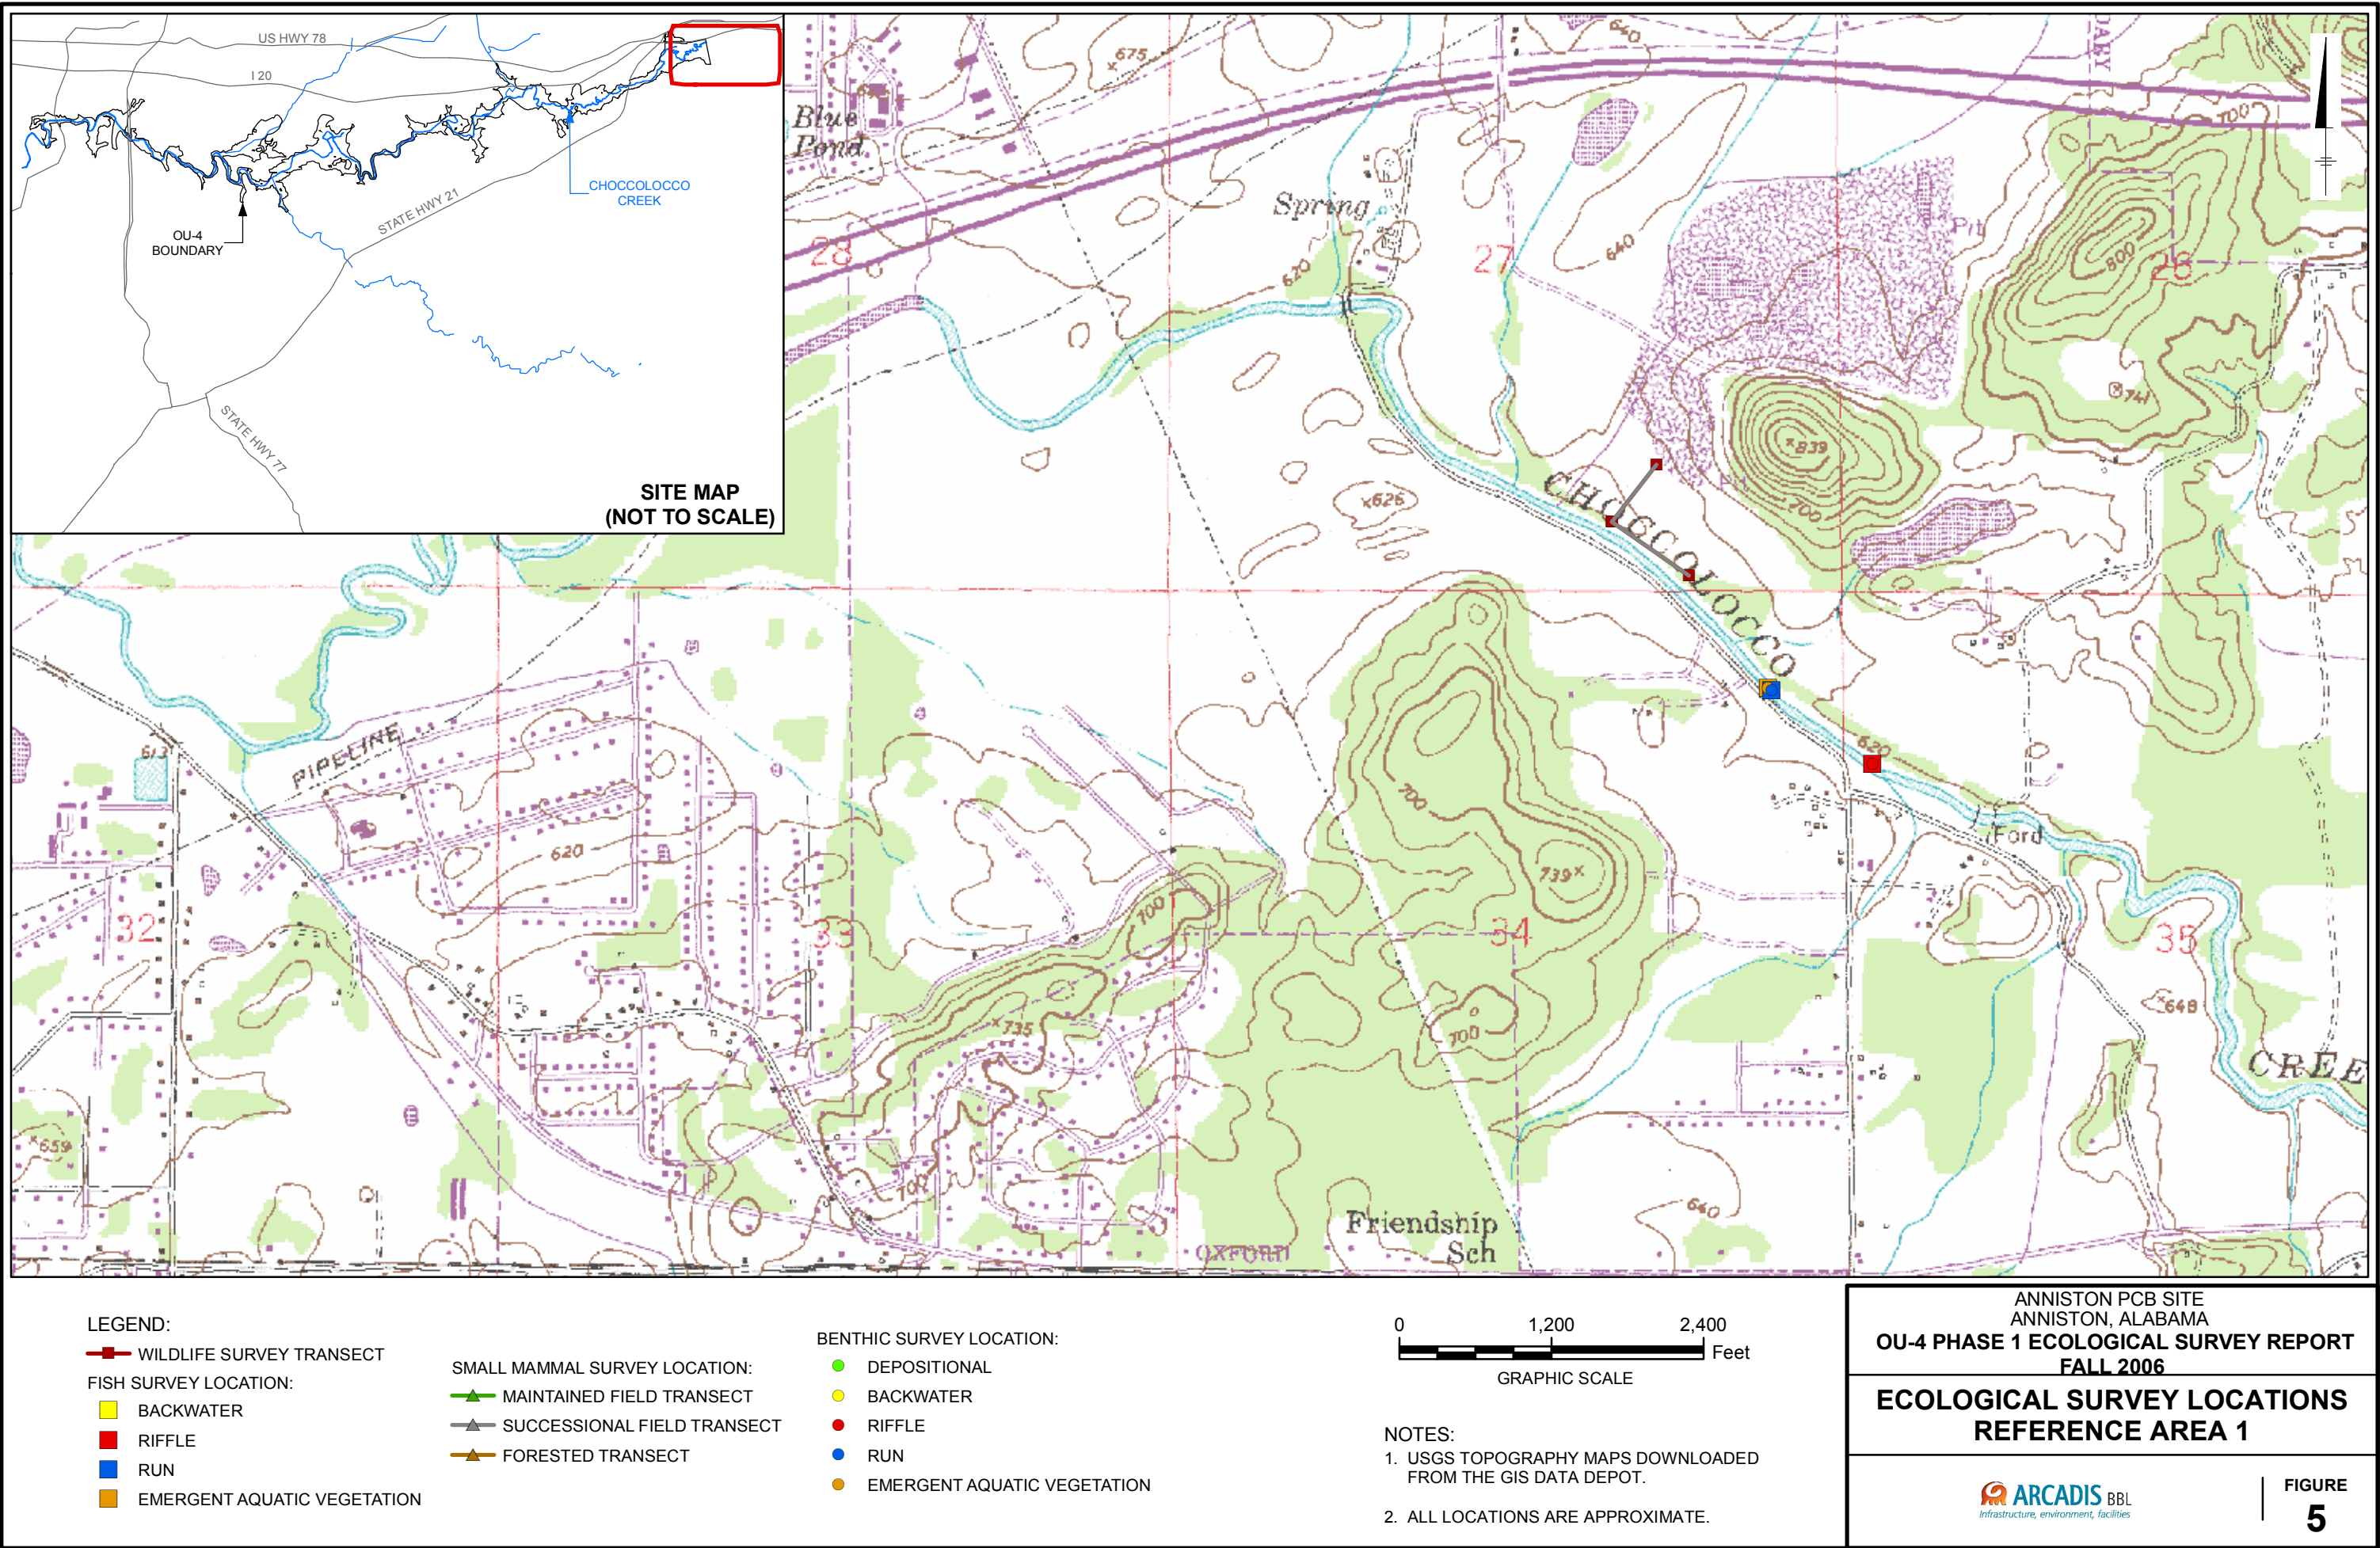 US HWY 78
I 20
CHOCCOLOCCO
CREEK
STATE HWY 21
OU-4
BOUNDARY
STATE HWY 77
SITE MAP
(NOT TO SCALE)
675
Blue
Pond
Spring
28
27
26
620
640
640
700
800
741
839
700
626
CHOCCOLOCCO
620
Ford
613
PIPELINE
620
32
33
34
35
700
739
700
700
735
700
648
CREE
659
640
Friendship
Sch
OXFORD
LEGEND:
WILDLIFE SURVEY TRANSECT
FISH SURVEY LOCATION:
BACKWATER
RIFFLE
RUN
EMERGENT AQUATIC VEGETATION
SMALL MAMMAL SURVEY LOCATION:
MAINTAINED FIELD TRANSECT
SUCCESSIONAL FIELD TRANSECT
FORESTED TRANSECT
BENTHIC SURVEY LOCATION:
DEPOSITIONAL
BACKWATER
RIFFLE
RUN
EMERGENT AQUATIC VEGETATION
0 1,200 2,400
Feet
GRAPHIC SCALE
NOTES:
1. USGS TOPOGRAPHY MAPS DOWNLOADED
FROM THE GIS DATA DEPOT.
2. ALL LOCATIONS ARE APPROXIMATE.
ANNISTON PCB SITE
ANNISTON, ALABAMA
OU-4 PHASE 1 ECOLOGICAL SURVEY REPORT
FALL 2006
ECOLOGICAL SURVEY LOCATIONS
REFERENCE AREA 1
ARCADIS BBL
Infrastructure, environment, facilities
FIGURE
5